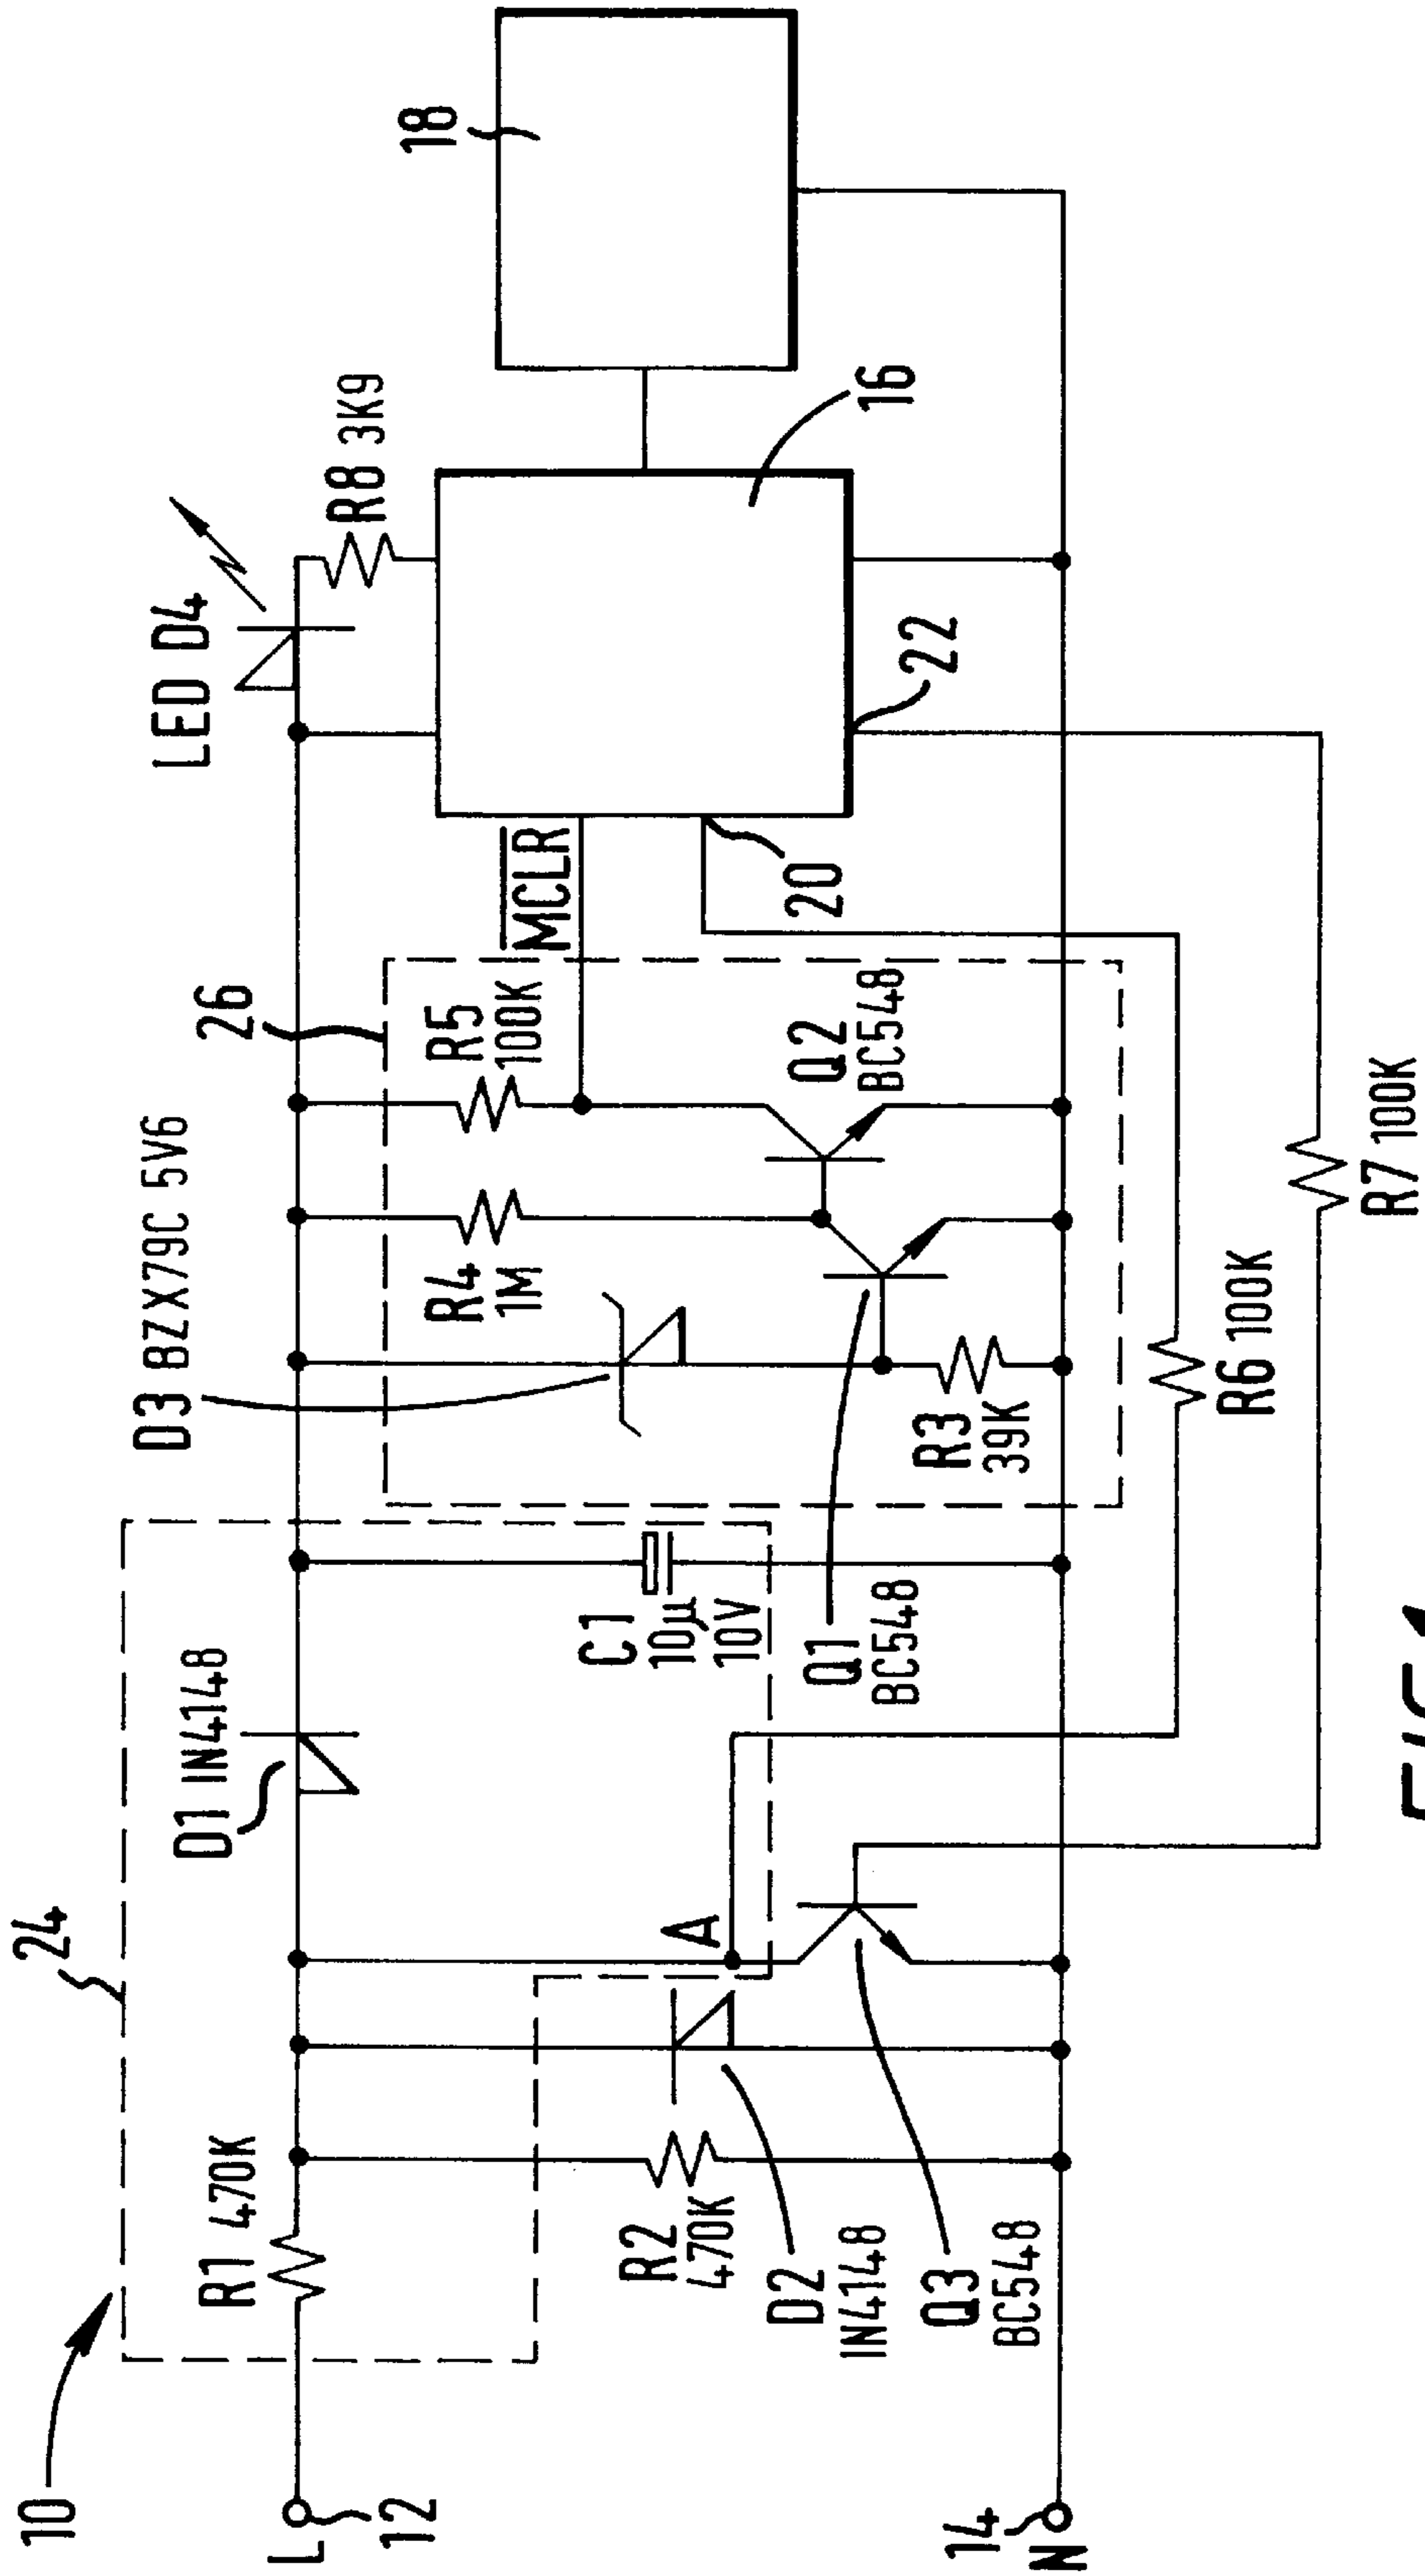 10
24
L
12
R1 470K
D1 1N4148
D3 BZX79C 5V6
LED D4
26
R8 3K9
18
R4
1M
R5
100K
MCLR
16
R2
470K
A
C1
10µ
10V
20
22
D2
1N4148
Q3
BC548
Q1
BC548
R3
39K
Q2
BC548
14
N
R6 100K
R7 100K